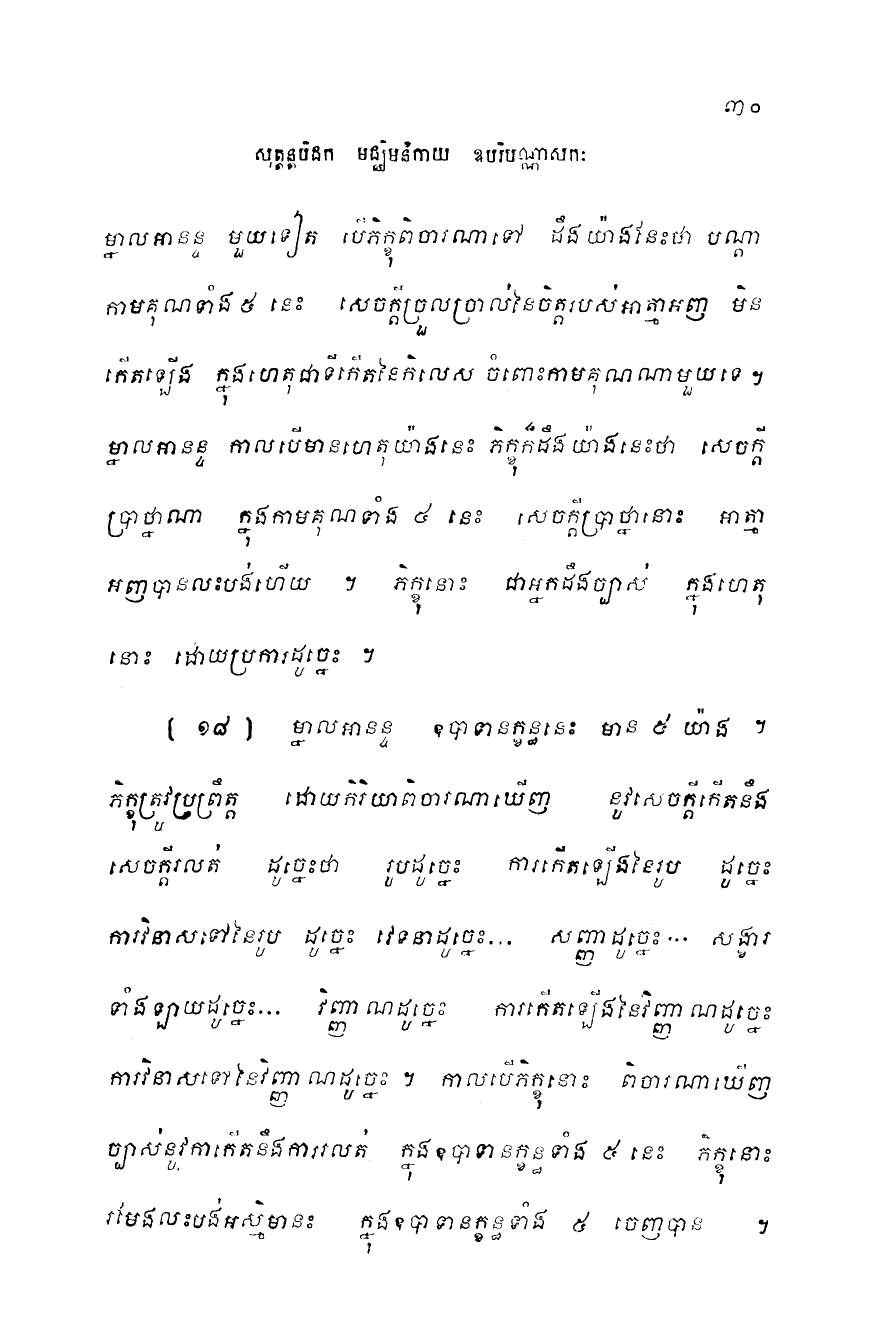 ៣០
សុត្តន្តបិដក មជ្ឈិមនិកាយ ឧបរិបណ្ណាសកៈ
ម្នាលអានន្ទ មួយទៀត បើភិក្ខុពិចារណាទៅ ដឹងយ៉ាងនេះថា បណ្តា
កាមគុណទាំង ៥ នេះ សេចក្តីច្រួលច្រាល់នៃចិត្តរបស់អាត្មាអញ មិន
កើតឡើង ក្នុងហេតុជាទីកើតនៃកិលេស ចំពោះកាមគុណណាមួយទេ ។
ម្នាលអានន្ទ កាលបើមានហេតុយ៉ាងនេះ ភិក្ខុក៏ដឹងយ៉ាងនេះថា សេចក្តី
ប្រាថ្នាណា ក្នុងកាមគុណទាំង ៥ នេះ សេចក្តីប្រាថ្នានោះ អាត្មា
អញបានលះបង់ហើយ ។ ភិក្ខុនោះ ជាអ្នកដឹងច្បាស់ ក្នុងហេតុ
នោះ ដោយប្រការដូច្នេះ ។
[ ១៨ ] ម្នាលអានន្ទ ឧបាទានក្ខន្ធនេះ មាន ៥ យ៉ាង ។
ភិក្ខុត្រូវប្រព្រឹត្ត ដោយកិរិយាពិចារណាឃើញ នូវសេចក្តីកើតនឹង
សេចក្តីរលត់ ដូច្នេះថា រូបដូច្នេះ ការកើតឡើងនៃរូប ដូច្នេះ
ការវិនាសទៅនៃរូប ដូច្នេះ វេទនាដូច្នេះ... សញ្ញាដូច្នេះ... សង្ខារ
ទាំងឡាយដូច្នេះ... វិញ្ញាណដូច្នេះ ការកើតឡើងនៃវិញ្ញាណដូច្នេះ
ការវិនាសទៅនៃវិញ្ញាណដូច្នេះ ។ កាលបើភិក្ខុនោះ ពិចារណាឃើញ
ច្បាស់នូវការកើតនឹងការរលត់ ក្នុងឧបាទានក្ខន្ធទាំង ៥ នេះ ភិក្ខុនោះ
រមែងលះបង់អស្មិមានះ ក្នុងឧបាទានក្ខន្ធទាំង ៥ ចេញបាន ។